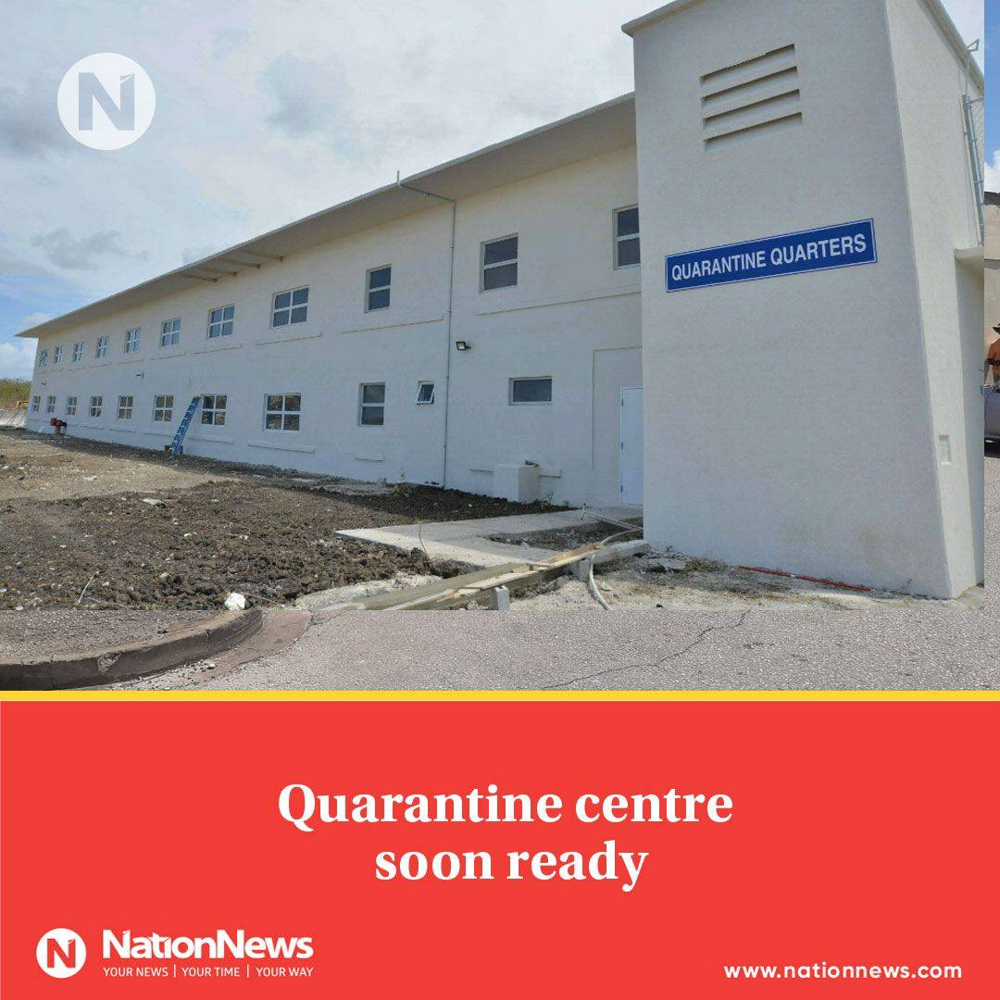 N
QUARANTINE QUARTERS
Quarantine centre
soon ready
N NationNews
YOUR NEWS | YOUR TIME | YOUR WAY
www.nationnews.com